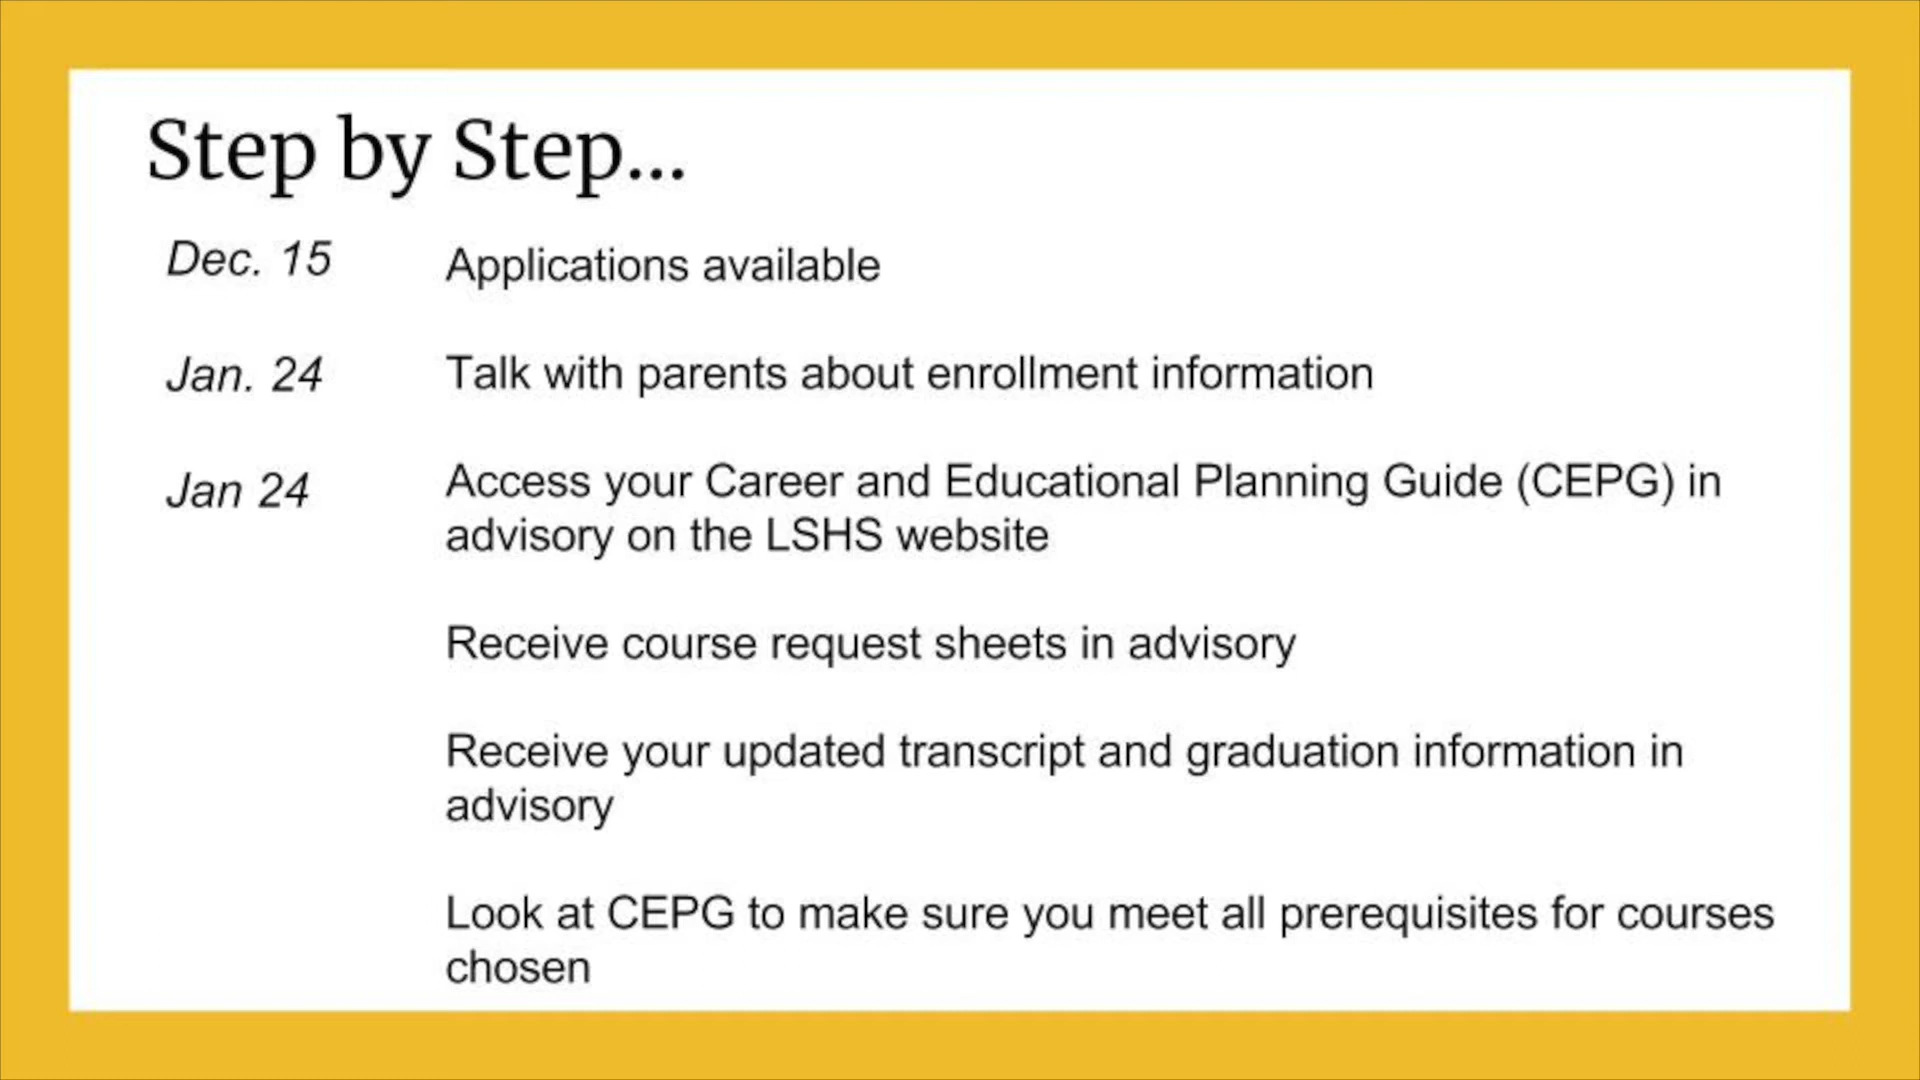 Step by Step...
Dec. 15 Applications available
Jan. 24 Talk with parents about enrollment information
Jan 24 Access your Career and Educational Planning Guide (CEPG) in
advisory on the LSHS website
Receive course request sheets in advisory
Receive your updated transcript and graduation information in
advisory
Look at CEPG to make sure you meet all prerequisites for courses
chosen